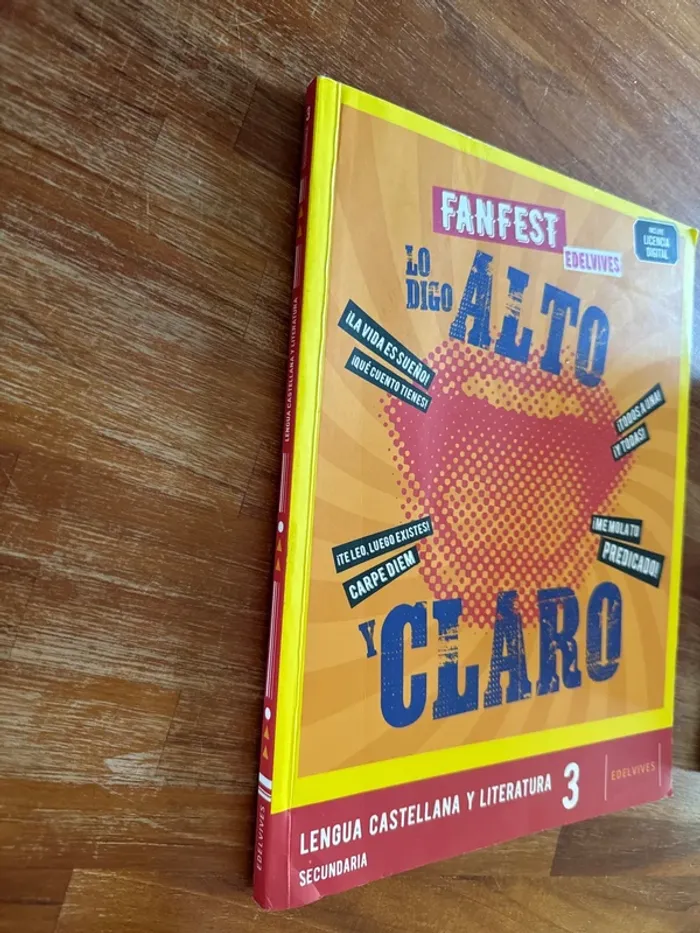 FANFEST
EDELVIVES
INCLUYE
LICENCIA
DIGITAL
LO
DIGO
ALTO
¡LA VIDA ES SUEÑO!
¡QUÉ CUENTO TIENES!
¡TODOS A UNA!
¡Y TODAS!
¡TE LEO, LUEGO EXISTES!
CARPE DIEM
¡ME MOLA TU
PREDICADO!
Y CLARO
LENGUA CASTELLANA Y LITERATURA 3
SECUNDARIA
EDELVIVES
3
LENGUA CASTELLANA Y LITERATURA
EDELVIVES